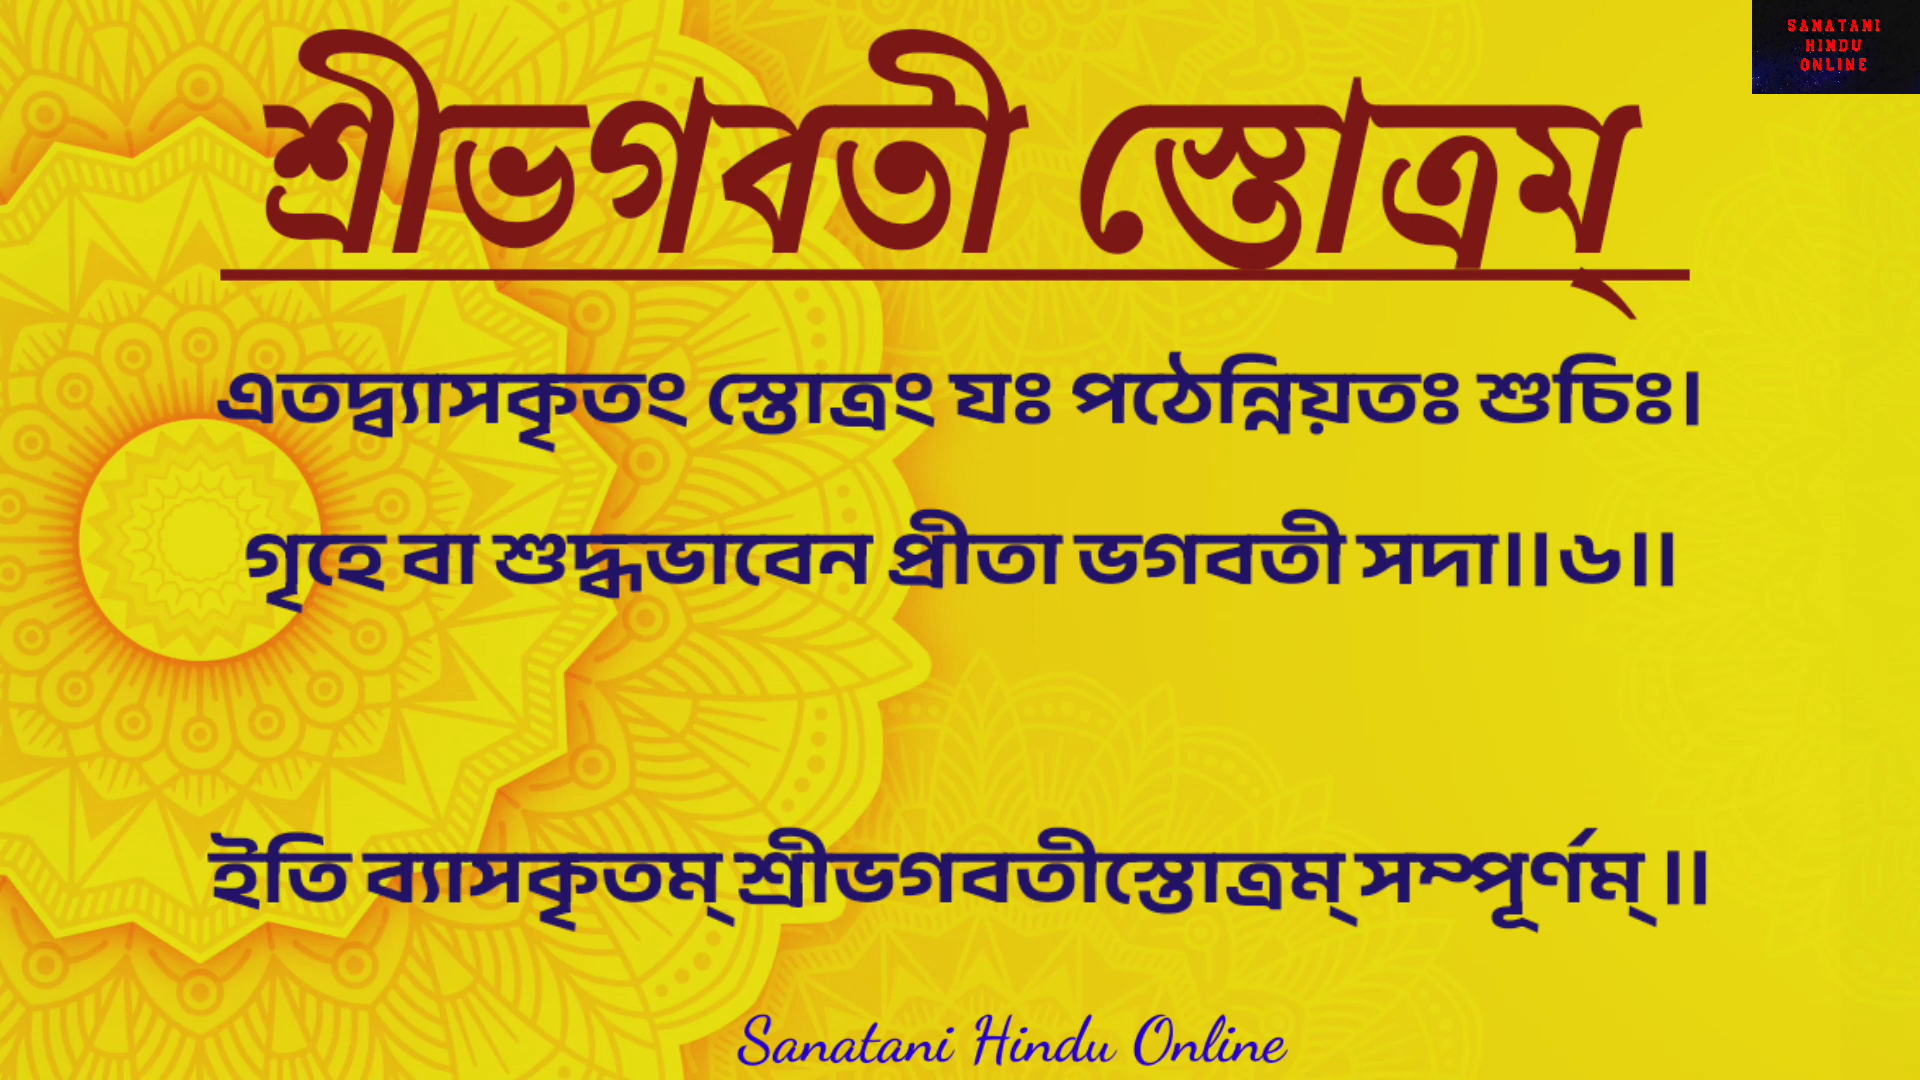 SANATANI
HINDU
ONLINE
শ্রীভগবতী স্তোত্রম্
এতদ্ব্যাসকৃতং স্তোত্রং যঃ পঠেন্নিয়তঃ শুচিঃ।
গৃহে বা শুদ্ধভাবেন প্রীতা ভগবতী সদা॥৬॥
ইতি ব্যাসকৃতম্ শ্রীভগবতীস্তোত্রম্ সম্পূর্ণম্ ॥
Sanatani Hindu Online